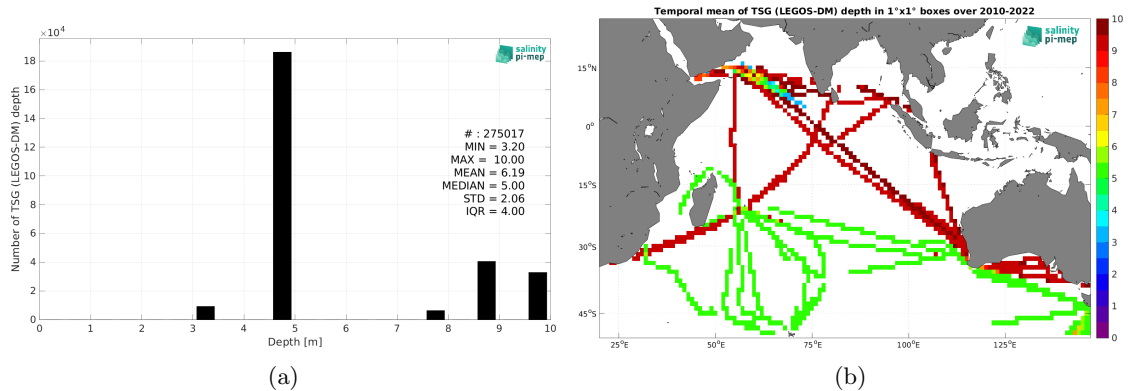 ×10⁴
salinity
pi-mep
18
16
14
12
10
8
6
4
2
0
Number of TSG (LEGOS-DM) depth
# : 275017
MIN = 3.20
MAX = 10.00
MEAN = 6.19
MEDIAN = 5.00
STD = 2.06
IQR = 4.00
0 1 2 3 4 5 6 7 8 9 10
Depth [m]
(a)
Temporal mean of TSG (LEGOS-DM) depth in 1°x1° boxes over 2010-2022
salinity
pi-mep
15°N
0°
15°S
30°S
45°S
25°E 50°E 75°E 100°E 125°E
10
9
8
7
6
5
4
3
2
1
0
(b)